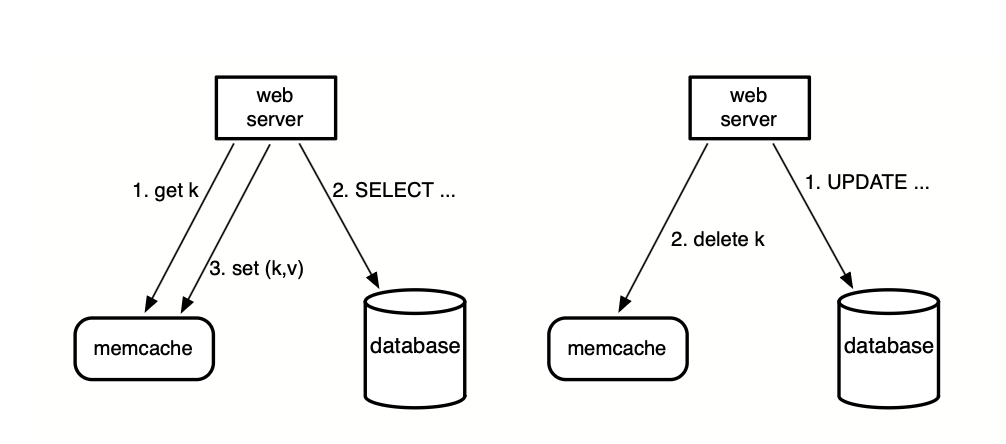 web
server
1. get k
2. SELECT ...
3. set (k,v)
memcache
database
web
server
1. UPDATE ...
2. delete k
memcache
database